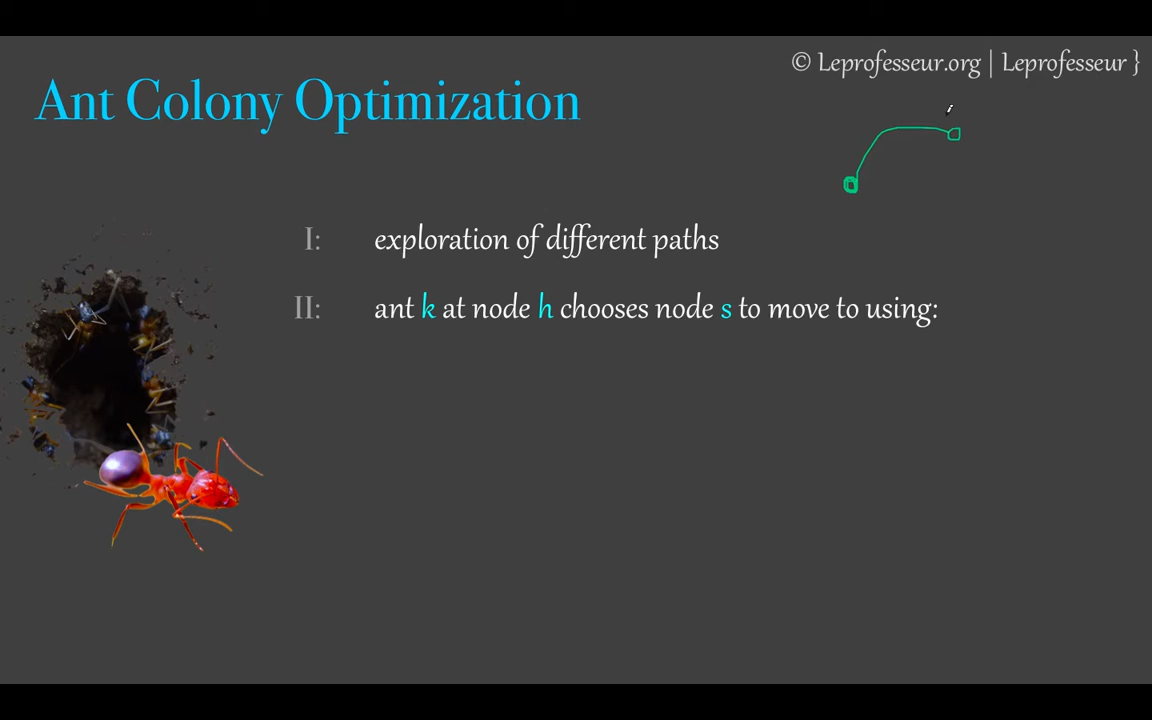 © Leprofesseur.org | Leprofesseur }
Ant Colony Optimization
I: exploration of different paths
II: ant k at node h chooses node s to move to using: